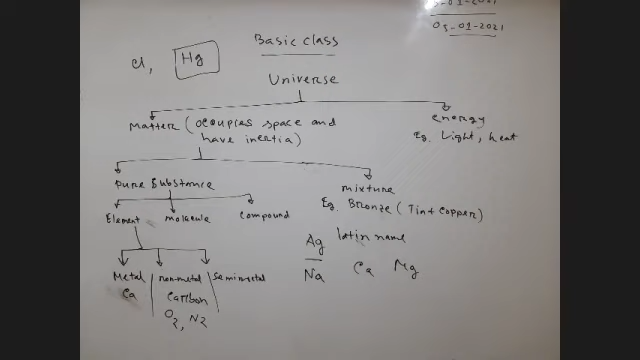 05-01-2021
Basic class
Cl, Hg
Universe
Matter (occupies space and have inertia)
energy
Eg. Light, heat
Pure Substance
mixture
Eg. Bronze (Tin + Copper)
Element
molecule
Compound
Ag
latin name
Na
Ca
Mg
Metal
non-metal
Semimetal
Ca
Carbon
O2, N2